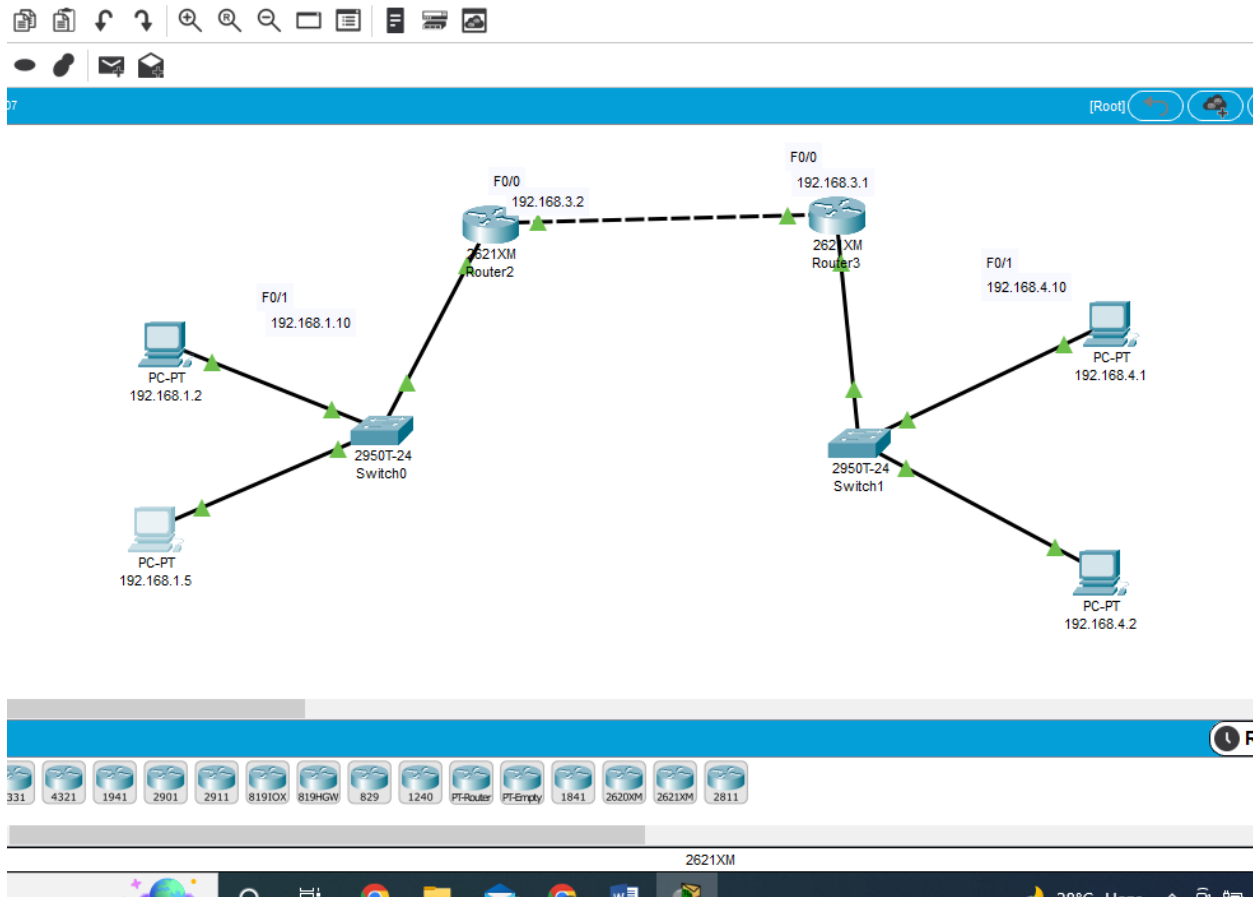 07
[Root]
F0/0
192.168.3.1
F0/0
192.168.3.2
2621XM
Router2
2621XM
Router3
F0/1
192.168.4.10
F0/1
192.168.1.10
PC-PT
192.168.1.2
PC-PT
192.168.4.1
2950T-24
Switch0
2950T-24
Switch1
PC-PT
192.168.1.5
PC-PT
192.168.4.2
R
331
4321
1941
2901
2911
819IOX
819HGW
829
1240
PT-Router
PT-Empty
1841
2620XM
2621XM
2811
2621XM